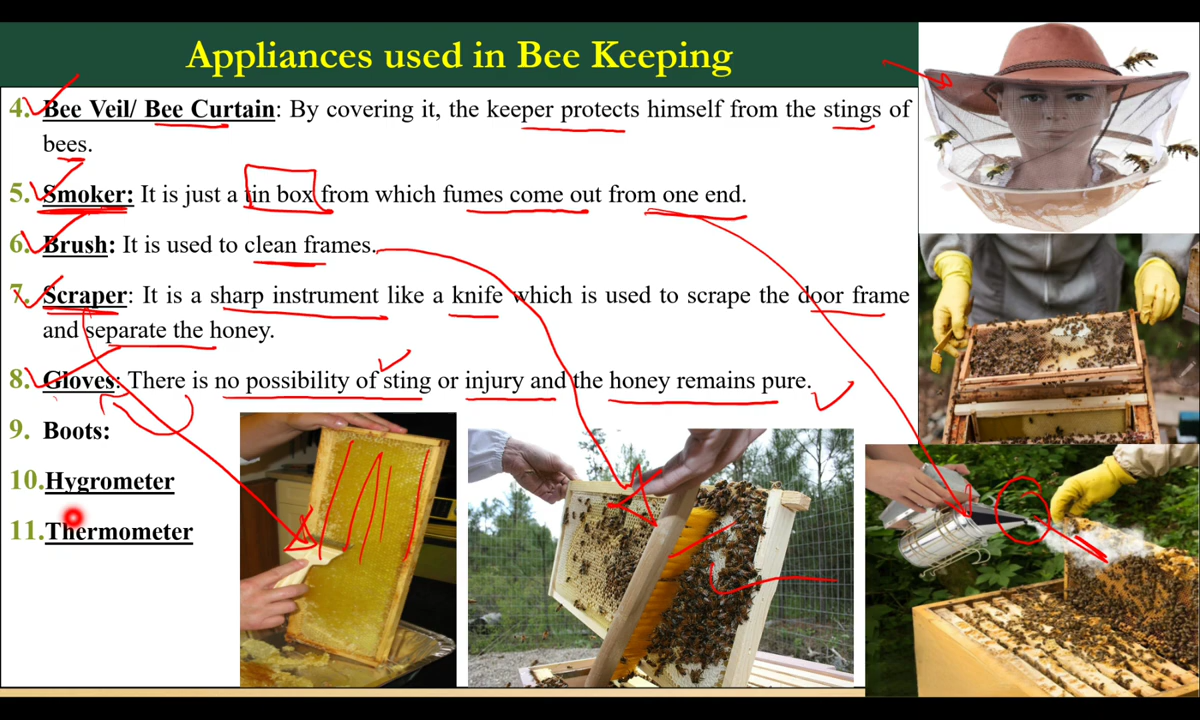 Appliances used in Bee Keeping
4. Bee Veil/ Bee Curtain: By covering it, the keeper protects himself from the stings of
bees.
5. Smoker: It is just a tin box from which fumes come out from one end.
6. Brush: It is used to clean frames.
7. Scraper: It is a sharp instrument like a knife which is used to scrape the door frame
and separate the honey.
8. Gloves: There is no possibility of sting or injury and the honey remains pure.
9. Boots:
10.Hygrometer
11.Thermometer